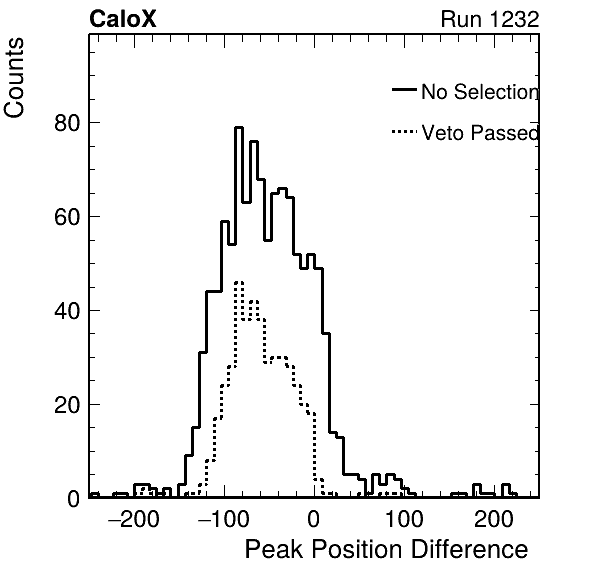 CaloX Run 1232
Counts
No Selection
Veto Passed
80
60
40
20
0
−200 −100 0 100 200
Peak Position Difference